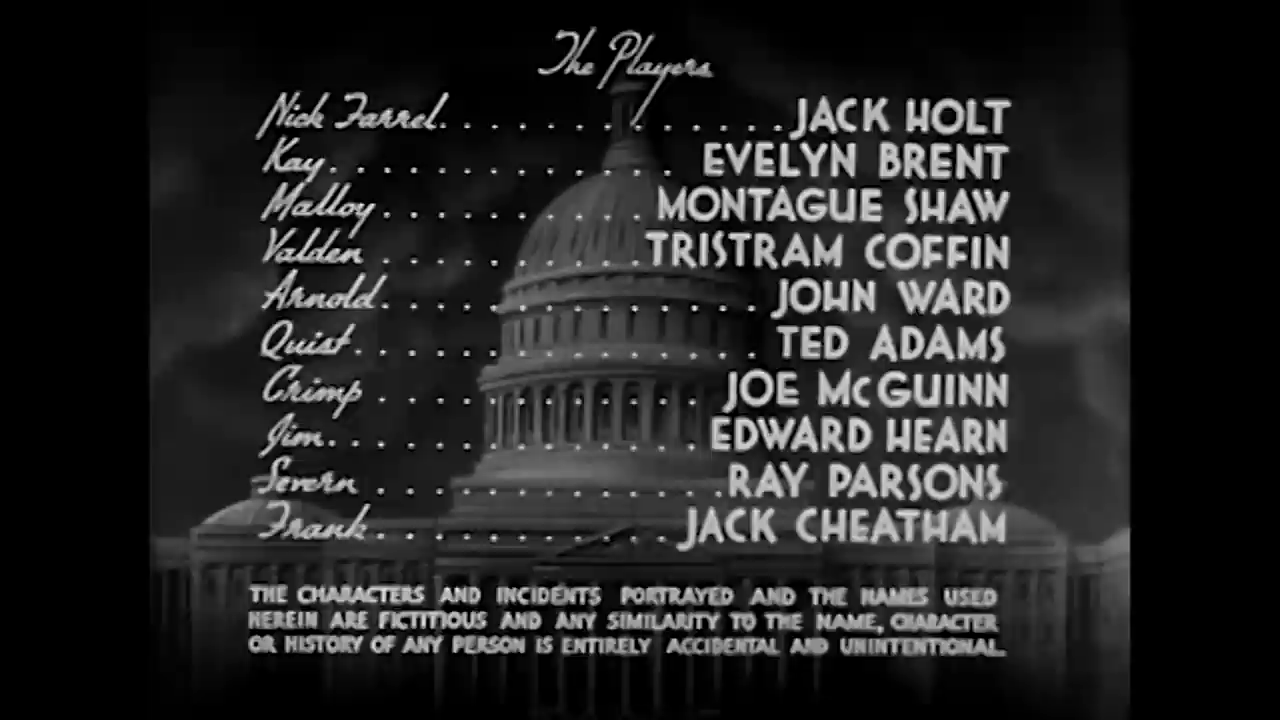 The Players
Nick Farrel. . . . . . . . . . . . . . . JACK HOLT
Kay. . . . . . . . . . . . . . EVELYN BRENT
Malloy. . . . . . . . . . . MONTAGUE SHAW
Valden . . . . . . . . . . TRISTRAM COFFIN
Arnold. . . . . . . . . . . . . . JOHN WARD
Quist. . . . . . . . . . . . . . . TED ADAMS
Crimp . . . . . . . . . . . . JOE McGUINN
Jim. . . . . . . . . . . . . . . EDWARD HEARN
Severn . . . . . . . . . . . . . RAY PARSONS
Frank. . . . . . . . . . . . JACK CHEATHAM
THE CHARACTERS AND INCIDENTS PORTRAYED AND THE NAMES USED
HEREIN ARE FICTITIOUS AND ANY SIMILARITY TO THE NAME, CHARACTER
OR HISTORY OF ANY PERSON IS ENTIRELY ACCIDENTAL AND UNINTENTIONAL.